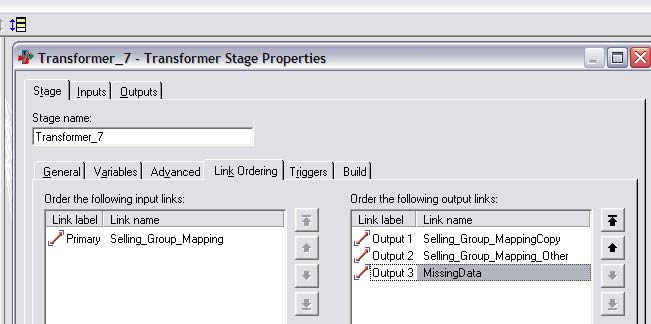 Transformer_7 - Transformer Stage Properties
Stage Inputs Outputs
Stage name:
Transformer_7
General Variables Advanced Link Ordering Triggers Build
Order the following input links:
Link label Link name
Primary Selling_Group_Mapping
Order the following output links:
Link label Link name
Output 1 Selling_Group_MappingCopy
Output 2 Selling_Group_Mapping_Other
Output 3 MissingData